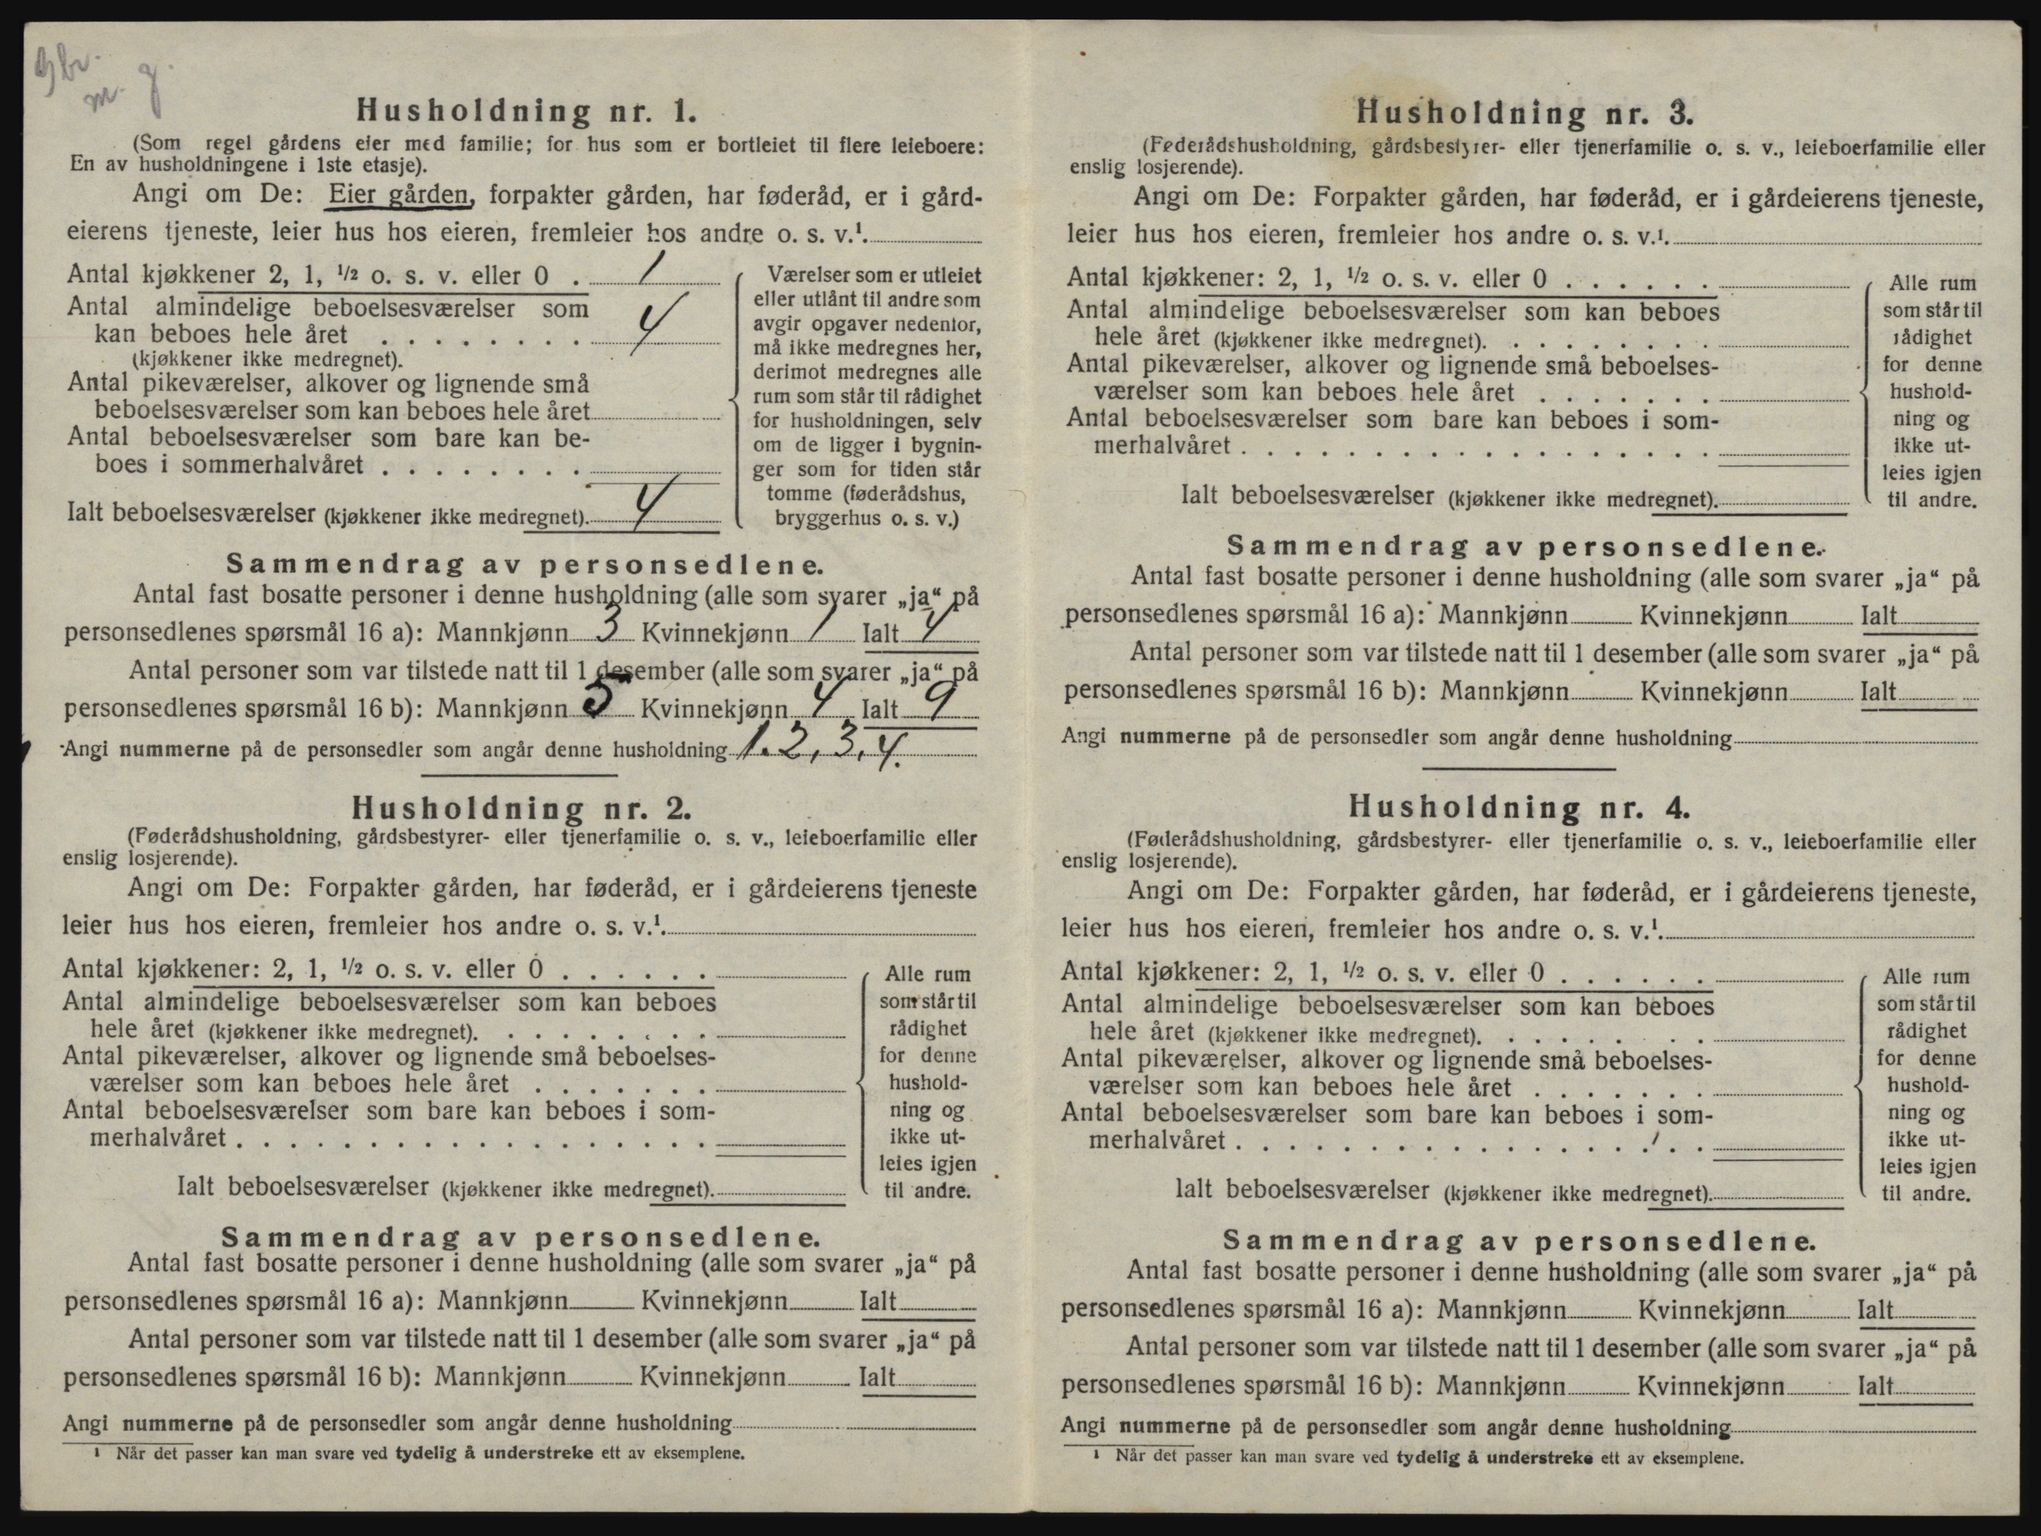 gbr.
m. g.
Husholdning nr. 1.
(Som regel gårdens eier med familie; for hus som er bortleiet til flere leieboere:
En av husholdningene i 1ste etasje).
Angi om De: Eier gården, forpakter gården, har føderåd, er i gård-
eierens tjeneste, leier hus hos eieren, fremleier hos andre o. s. v.¹.
Antal kjøkkener 2, 1, ½ o. s. v. eller 0 . 1
Antal almindelige beboelsesværelser som
kan beboes hele året . . . . . . . . 4
(kjøkkener ikke medregnet).
Antal pikeværelser, alkover og lignende små
beboelsesværelser som kan beboes hele året
Antal beboelsesværelser som bare kan be-
boes i sommerhalvåret . . . . . . . .
Ialt beboelsesværelser (kjøkkener ikke medregnet). 4
Værelser som er utleiet
eller utlånt til andre som
avgir opgaver nedenfor,
må ikke medregnes her,
derimot medregnes alle
rum som står til rådighet
for husholdningen, selv
om de ligger i bygnin-
ger som for tiden står
tomme (føderådshus,
bryggerhus o. s. v.)
Sammendrag av personsedlene.
Antal fast bosatte personer i denne husholdning (alle som svarer „ja“ på
personsedlenes spørsmål 16 a): Mannkjønn 3 Kvinnekjønn 1 Ialt 4
Antal personer som var tilstede natt til 1 desember (alle som svarer „ja“ på
personsedlenes spørsmål 16 b): Mannkjønn 5 Kvinnekjønn 4 Ialt 9
Angi nummerne på de personsedler som angår denne husholdning 1. 2, 3, 4.
Husholdning nr. 2.
(Føderådshusholdning, gårdsbestyrer- eller tjenerfamilie o. s. v., leieboerfamilie eller
enslig losjerende).
Angi om De: Forpakter gården, har føderåd, er i gårdeierens tjeneste
leier hus hos eieren, fremleier hos andre o. s. v.¹.
Antal kjøkkener: 2, 1, ½ o. s. v. eller 0 . . . . . .
Antal almindelige beboelsesværelser som kan beboes
hele året (kjøkkener ikke medregnet). . . . . . . . .
Antal pikeværelser, alkover og lignende små beboelses-
værelser som kan beboes hele året . . . . . . .
Antal beboelsesværelser som bare kan beboes i som-
merhalvåret . . . . . . . . . . . . . . . . . .
Ialt beboelsesværelser (kjøkkener ikke medregnet).
Alle rum
som står til
rådighet
for denne
hushold-
ning og
ikke ut-
leies igjen
til andre.
Sammendrag av personsedlene.
Antal fast bosatte personer i denne husholdning (alle som svarer „ja“ på
personsedlenes spørsmål 16 a): Mannkjønn Kvinnekjønn Ialt
Antal personer som var tilstede natt til 1 desember (alle som svarer „ja“ på
personsedlenes spørsmål 16 b): Mannkjønn Kvinnekjønn Ialt
Angi nummerne på de personsedler som angår denne husholdning
¹ Når det passer kan man svare ved tydelig å understreke ett av eksemplene.
Husholdning nr. 3.
(Føderådshusholdning, gårdsbestyrer- eller tjenerfamilie o. s. v., leieboerfamilie eller
enslig losjerende).
Angi om De: Forpakter gården, har føderåd, er i gårdeierens tjeneste,
leier hus hos eieren, fremleier hos andre o. s. v.¹.
Antal kjøkkener: 2, 1, ½ o. s. v. eller 0 . . . . . .
Antal almindelige beboelsesværelser som kan beboes
hele året (kjøkkener ikke medregnet). . . . . . . . .
Antal pikeværelser, alkover og lignende små beboelses-
værelser som kan beboes hele året . . . . . . .
Antal beboelsesværelser som bare kan beboes i som-
merhalvåret . . . . . . . . . . . . . . . . . .
Ialt beboelsesværelser (kjøkkener ikke medregnet).
Alle rum
som står til
rådighet
for denne
hushold-
ning og
ikke ut-
leies igjen
til andre.
Sammendrag av personsedlene.
Antal fast bosatte personer i denne husholdning (alle som svarer „ja“ på
personsedlenes spørsmål 16 a): Mannkjønn Kvinnekjønn Ialt
Antal personer som var tilstede natt til 1 desember (alle som svarer „ja“ på
personsedlenes spørsmål 16 b): Mannkjønn Kvinnekjønn Ialt
Angi nummerne på de personsedler som angår denne husholdning
Husholdning nr. 4.
(Føderådshusholdning, gårdsbestyrer- eller tjenerfamilie o. s. v., leieboerfamilie eller
enslig losjerende).
Angi om De: Forpakter gården, har føderåd, er i gårdeierens tjeneste,
leier hus hos eieren, fremleier hos andre o. s. v.¹.
Antal kjøkkener: 2, 1, ½ o. s. v. eller 0 . . . . . .
Antal almindelige beboelsesværelser som kan beboes
hele året (kjøkkener ikke medregnet). . . . . . . . .
Antal pikeværelser, alkover og lignende små beboelses-
værelser som kan beboes hele året . . . . . . .
Antal beboelsesværelser som bare kan beboes i som-
merhalvåret . . . . . . . . . . . . . . . . . .
Ialt beboelsesværelser (kjøkkener ikke medregnet).
Alle rum
som står til
rådighet
for denne
hushold-
ning og
ikke ut-
leies igjen
til andre.
Sammendrag av personsedlene.
Antal fast bosatte personer i denne husholdning (alle som svarer „ja“ på
personsedlenes spørsmål 16 a): Mannkjønn Kvinnekjønn Ialt
Antal personer som var tilstede natt til 1 desember (alle som svarer „ja“ på
personsedlenes spørsmål 16 b): Mannkjønn Kvinnekjønn Ialt
Angi nummerne på de personsedler som angår denne husholdning
¹ Når det passer kan man svare ved tydelig å understreke ett av eksemplene.